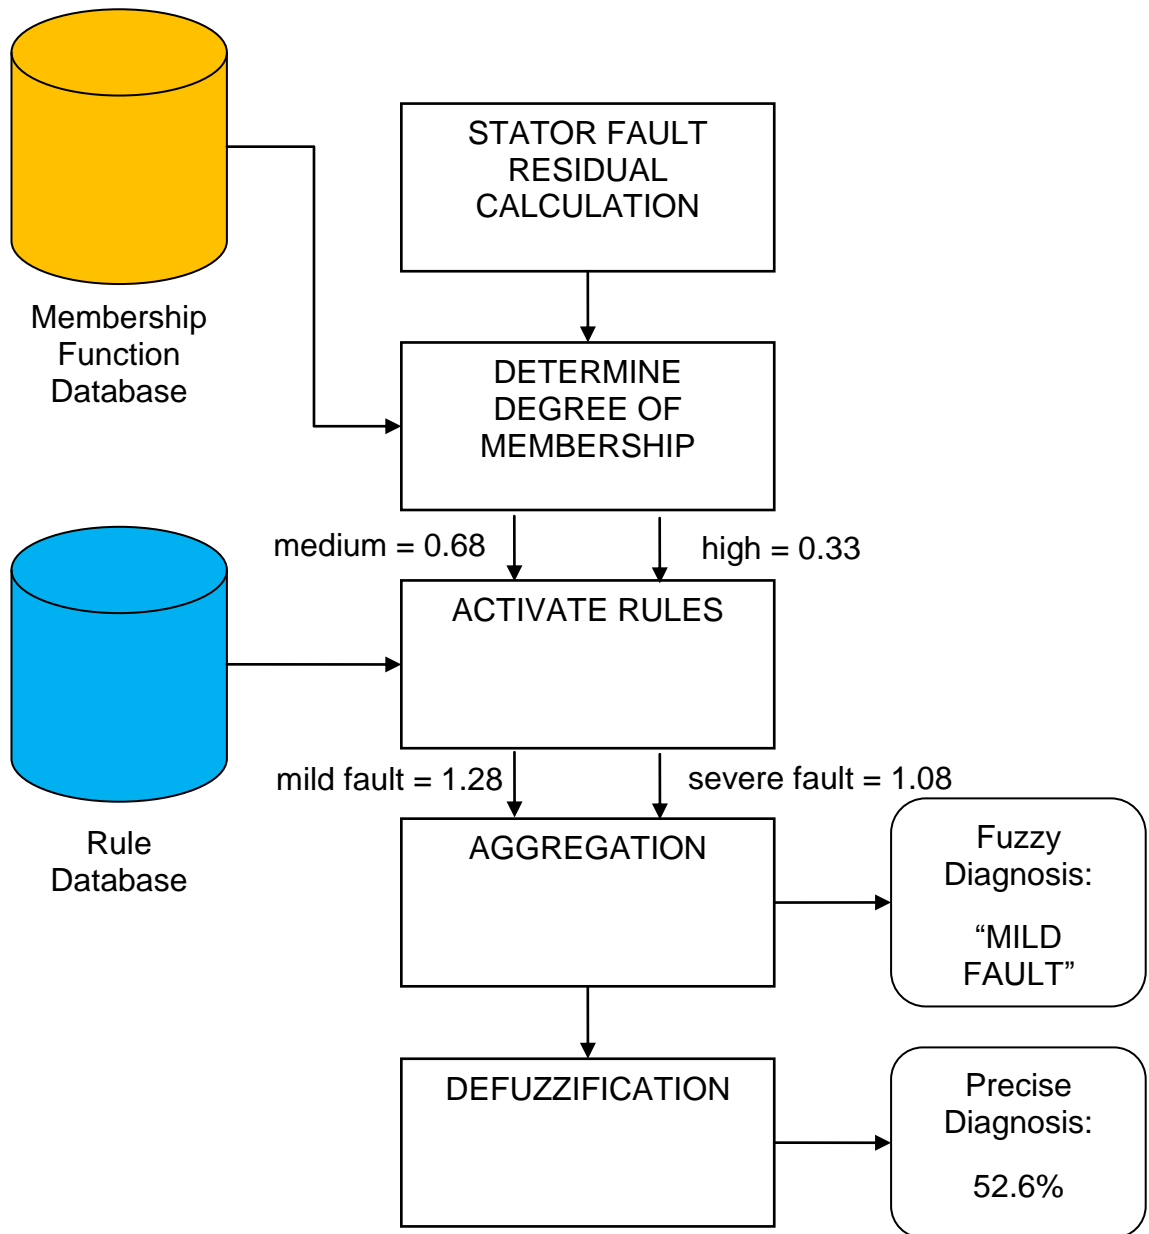 STATOR FAULT
RESIDUAL
CALCULATION
Membership
Function
Database
DETERMINE
DEGREE OF
MEMBERSHIP
medium = 0.68
high = 0.33
ACTIVATE RULES
mild fault = 1.28
severe fault = 1.08
Rule
Database
AGGREGATION
Fuzzy
Diagnosis:
“MILD
FAULT”
DEFUZZIFICATION
Precise
Diagnosis:
52.6%